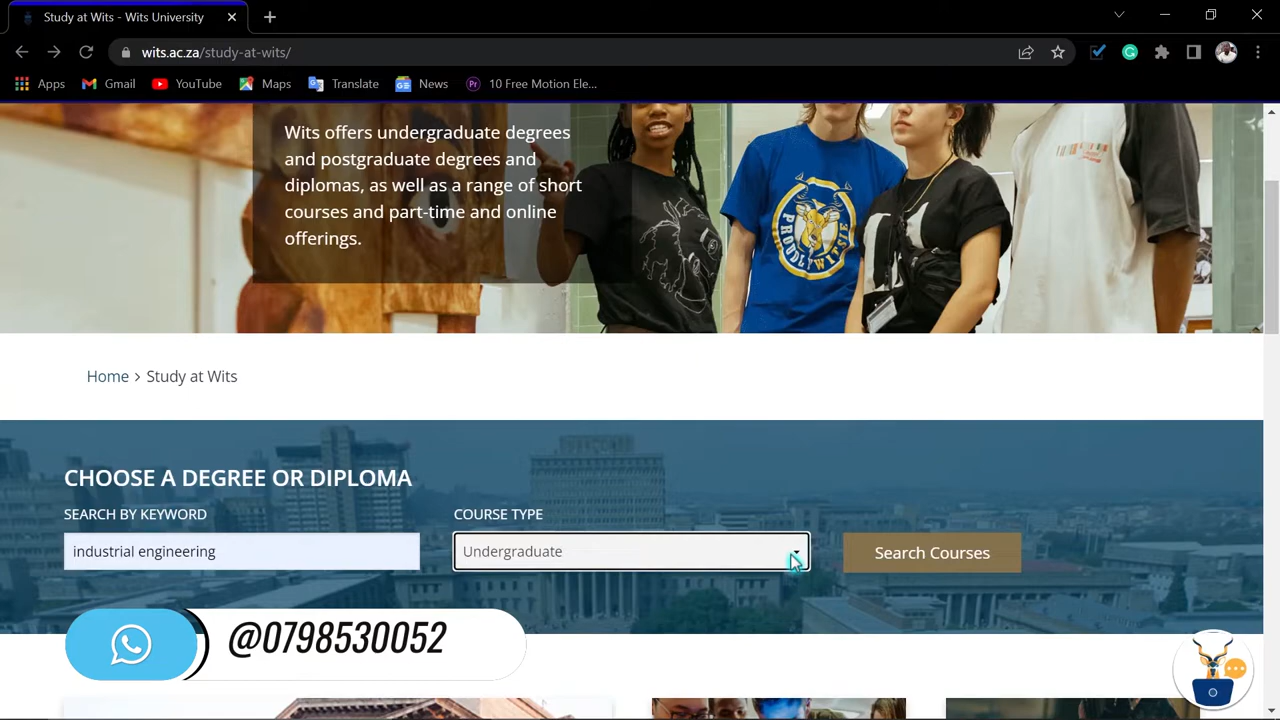 Study at Wits - Wits University
wits.ac.za/study-at-wits/
Apps
Gmail
YouTube
Maps
Translate
News
Pr
10 Free Motion Ele...
Wits offers undergraduate degrees
and postgraduate degrees and
diplomas, as well as a range of short
courses and part-time and online
offerings.
PROUDLY WITSIE
Home > Study at Wits
CHOOSE A DEGREE OR DIPLOMA
SEARCH BY KEYWORD
COURSE TYPE
industrial engineering
Undergraduate
Search Courses
@0798530052